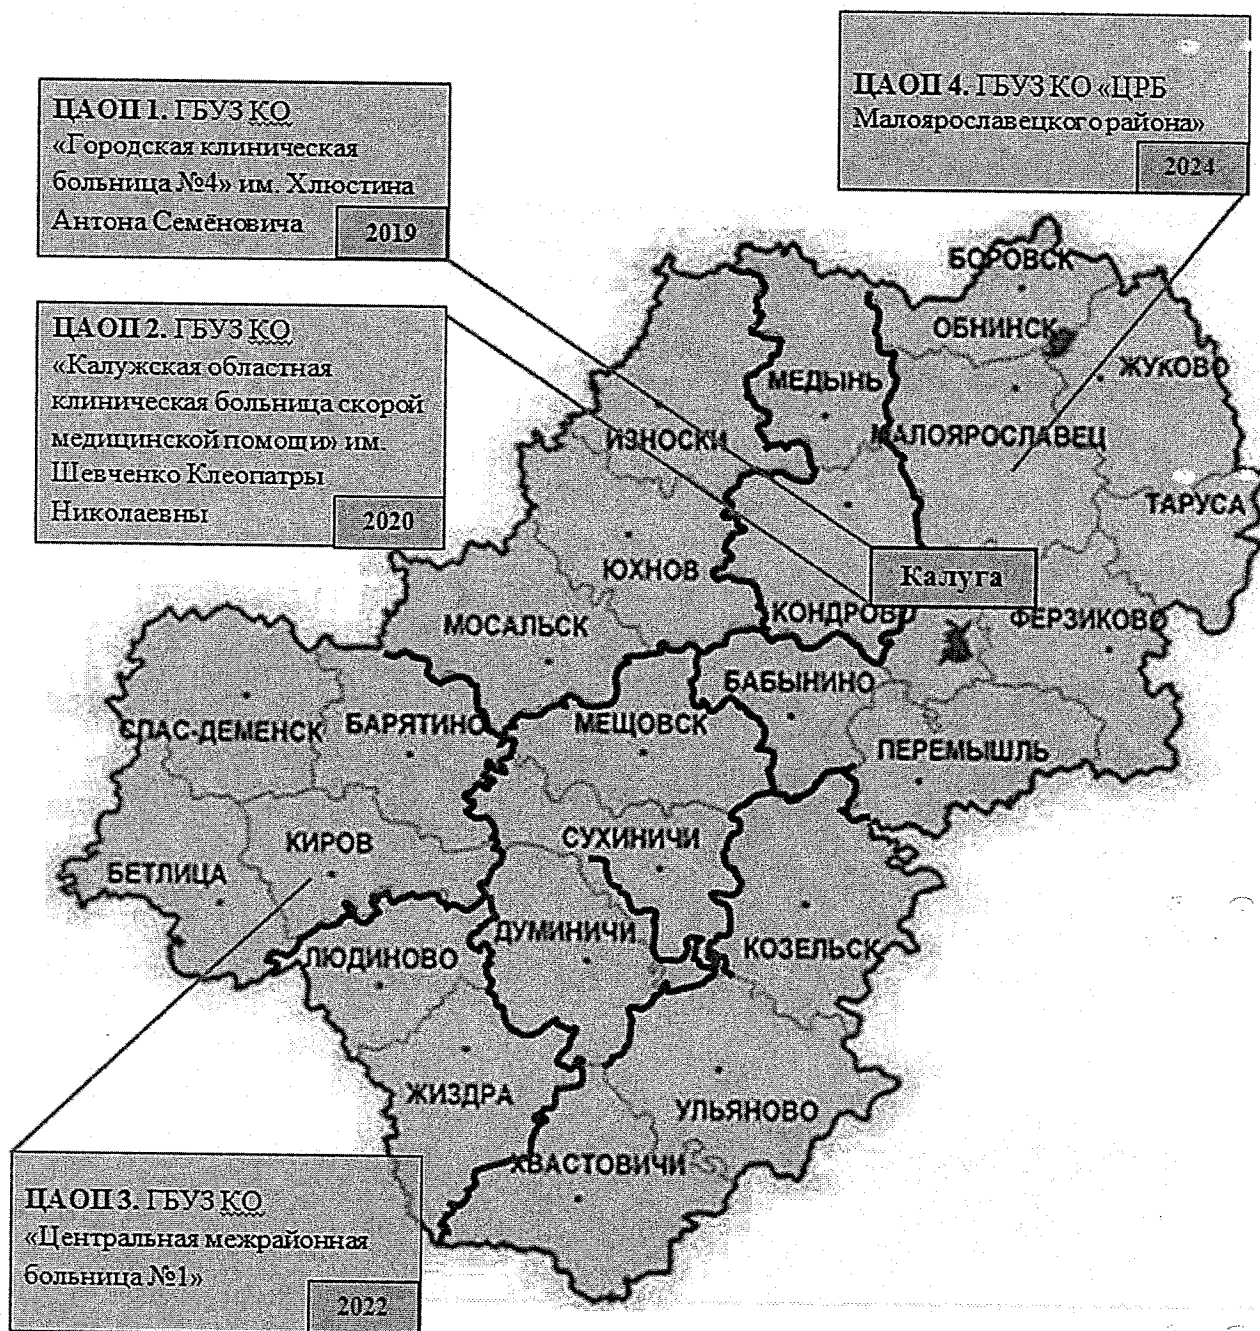 ЦАОП 4. ГБУЗ КО «ЦРБ
Малоярославецкого района»
2024
ЦАОП 1. ГБУЗ КО
«Городская клиническая
больница №4» им. Хлюстина
Антона Семёновича
2019
ЦАОП 2. ГБУЗ КО
«Калужская областная
клиническая больница скорой
медицинской помощи» им
Шевченко Клеопатры
Николаевны
2020
БОРОВСК
ОБНИНСК
ЖУКОВО
МЕДЫНЬ
МАЛОЯРОСЛАВЕЦ
ИЗНОСКИ
ТАРУСА
ЮХНОВ
Калуга
КОНДРОВО
ФЕРЗИКОВО
МОСАЛЬСК
БАБЫНИНО
СПАС-ДЕМЕНСК
БАРЯТИНО
МЕЩОВСК
ПЕРЕМЫШЛЬ
КИРОВ
СУХИНИЧИ
БЕТЛИЦА
ДУМИНИЧИ
КОЗЕЛЬСК
ЛЮДИНОВО
ЖИЗДРА
УЛЬЯНОВО
ХВАСТОВИЧИ
ЦАОП 3. ГБУЗ КО
«Центральная межрайонная
больница №1»
2022